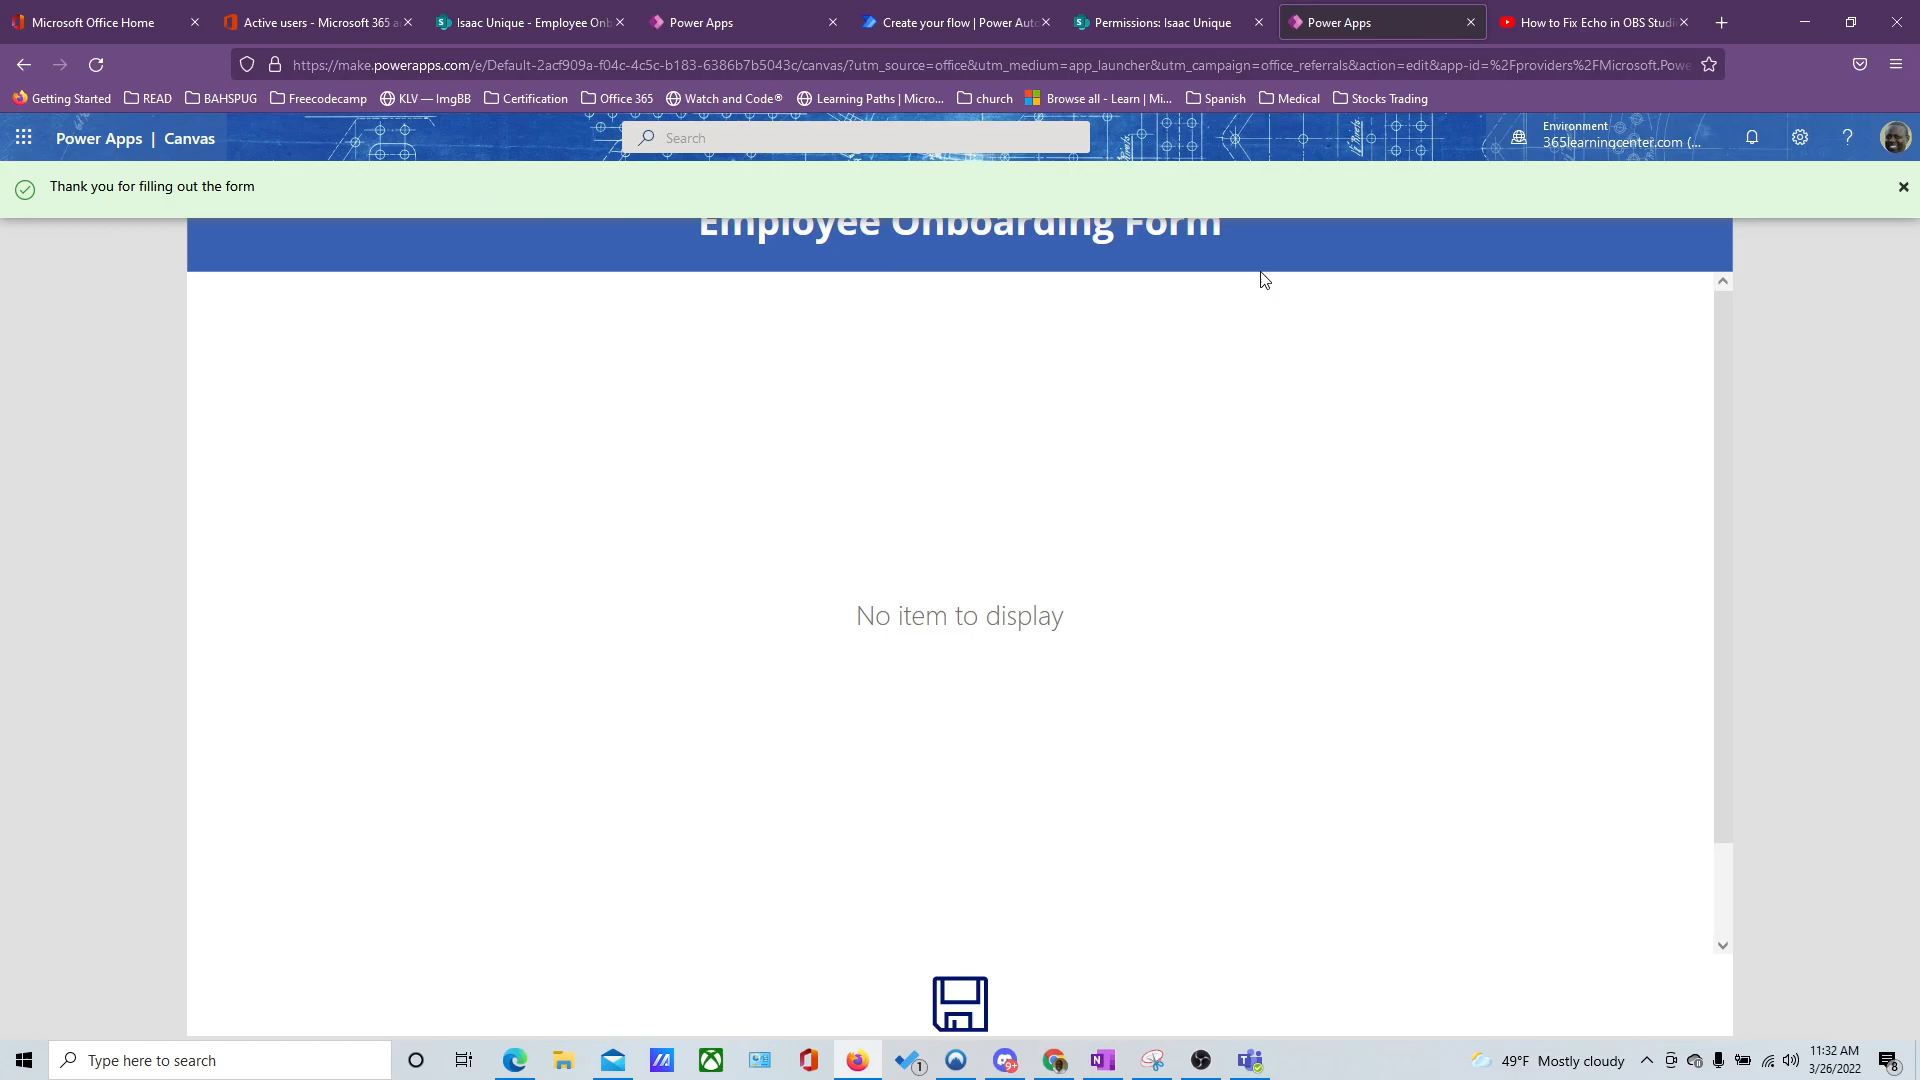 Microsoft Office Home
Active users - Microsoft 365 a
Isaac Unique - Employee Onb
Power Apps
Create your flow | Power Auto
Permissions: Isaac Unique
Power Apps
How to Fix Echo in OBS Studi
https://make.powerapps.com/e/Default-2acf909a-f04c-4c5c-b183-6386b7b5043c/canvas/?utm_source=office&utm_medium=app_launcher&utm_campaign=office_referrals&action=edit&app-id=%2Fproviders%2FMicrosoft.Powe
Getting Started
READ
BAHSPUG
Freecodecamp
KLV — ImgBB
Certification
Office 365
Watch and Code®
Learning Paths | Micro...
church
Browse all - Learn | Mi...
Spanish
Medical
Stocks Trading
Power Apps | Canvas
Search
Environment
365learningcenter.com (...
Thank you for filling out the form
Employee Onboarding Form
No item to display
Type here to search
1
9+
49°F Mostly cloudy
11:32 AM
3/26/2022
8